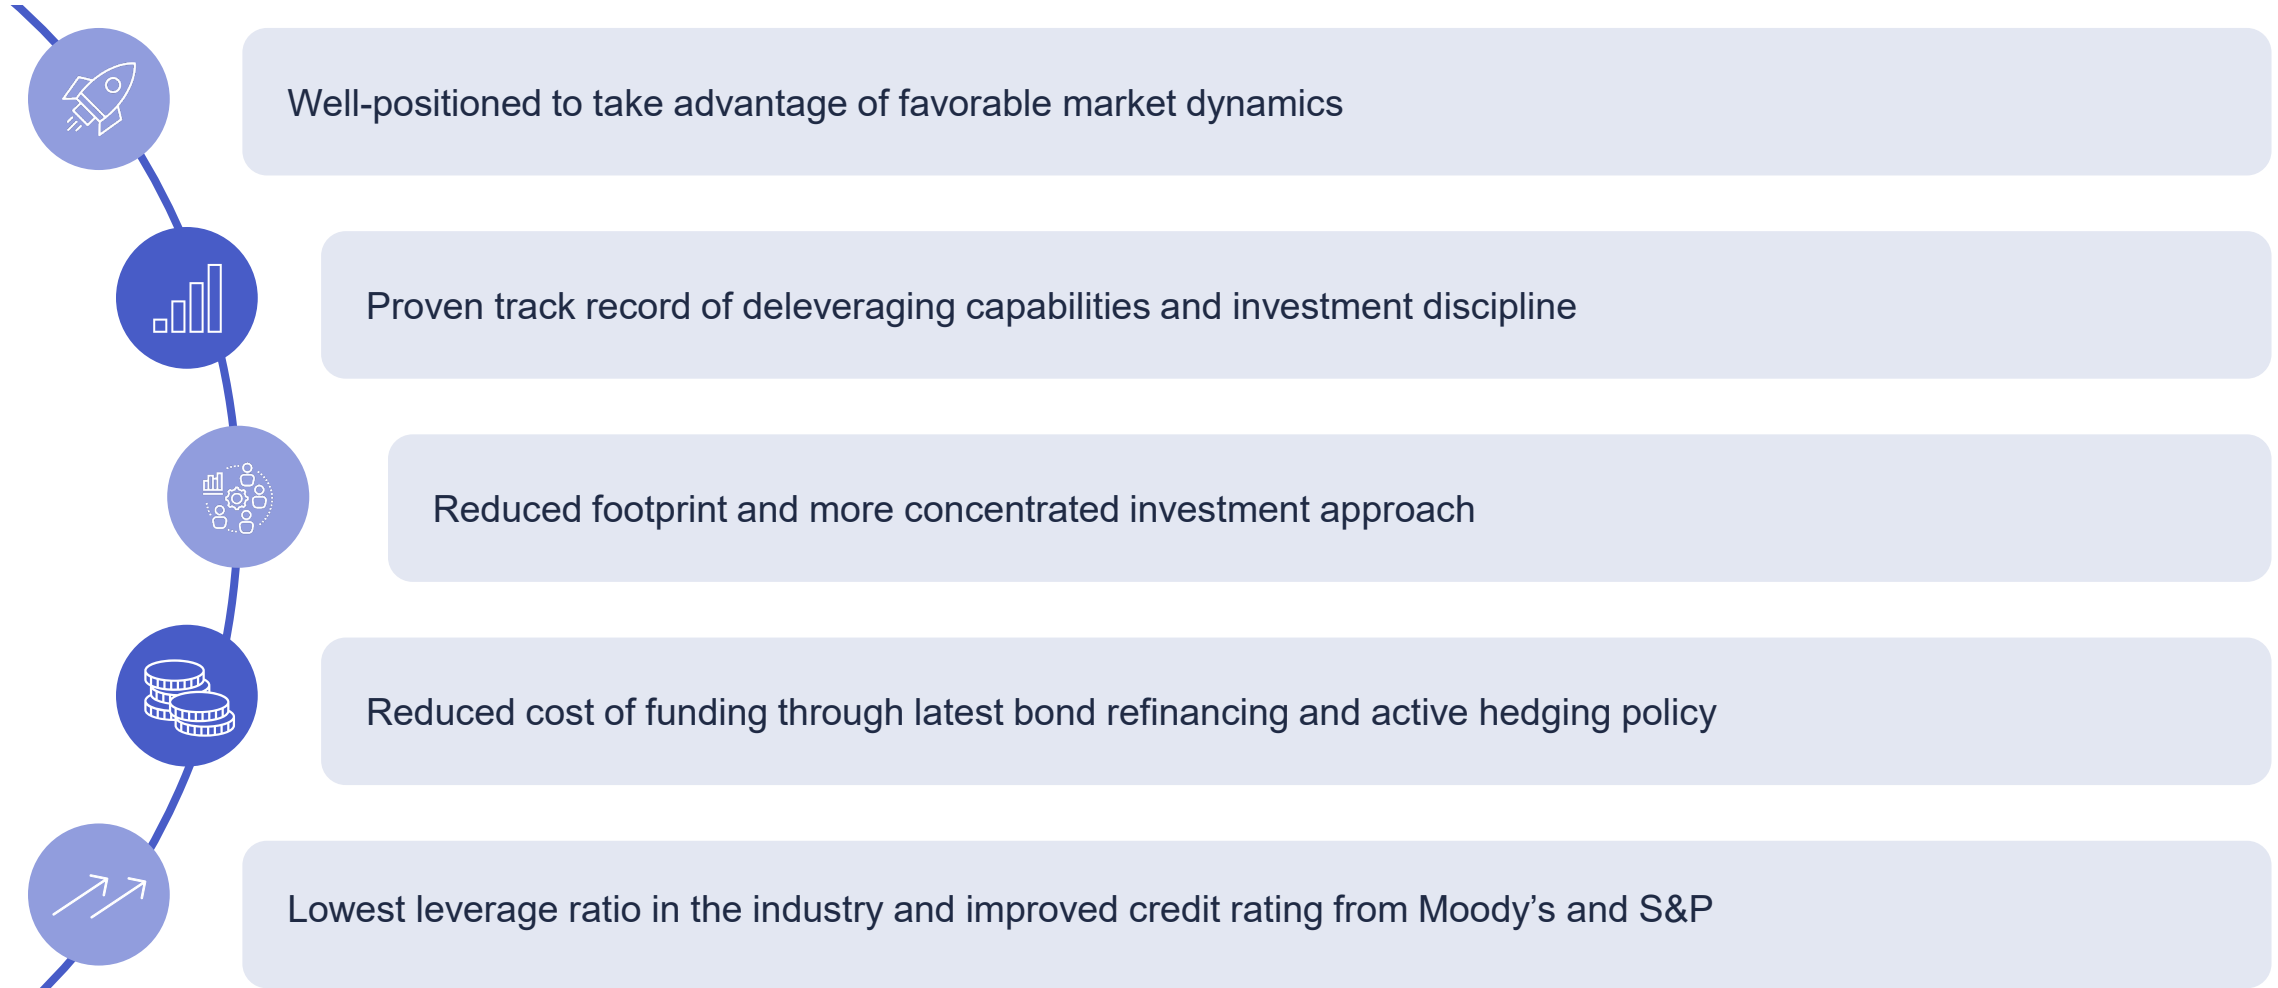 Well-positioned to take advantage of favorable market dynamics
Proven track record of deleveraging capabilities and investment discipline
Reduced footprint and more concentrated investment approach
Reduced cost of funding through latest bond refinancing and active hedging policy
Lowest leverage ratio in the industry and improved credit rating from Moody’s and S&P